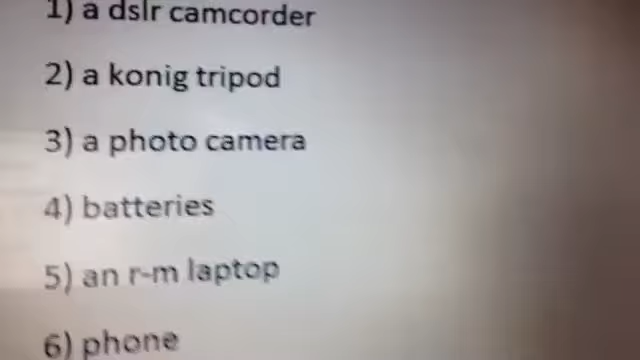 1) a dslr camcorder
2) a konig tripod
3) a photo camera
4) batteries
5) an r-m laptop
6) phone